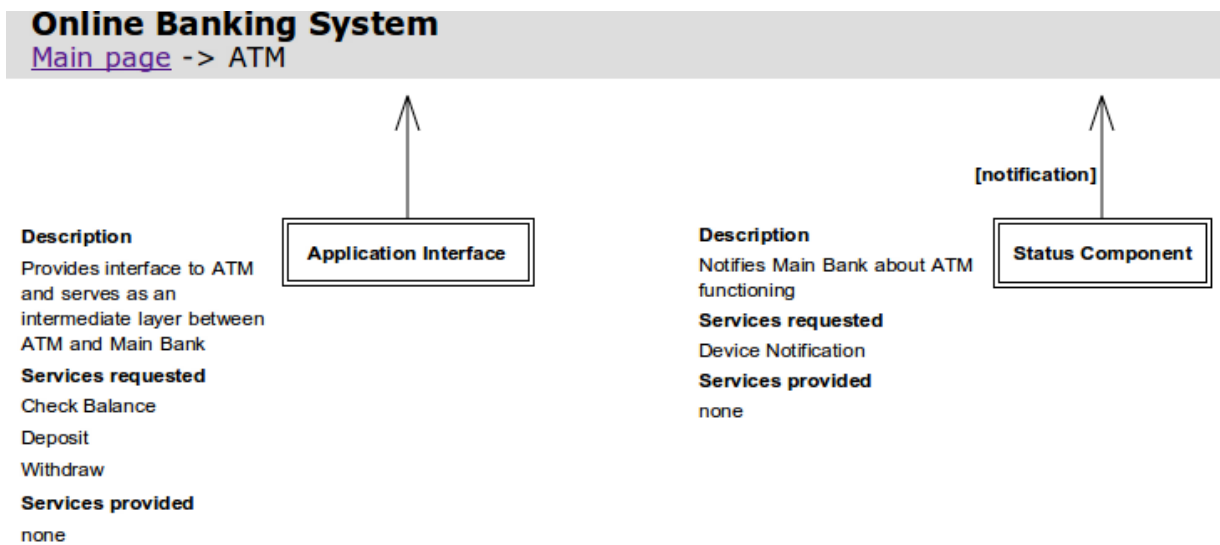 Online Banking System
Main page -> ATM
Description
Provides interface to ATM
and serves as an
intermediate layer between
ATM and Main Bank
Services requested
Check Balance
Deposit
Withdraw
Services provided
none
Application Interface
[notification]
Description
Notifies Main Bank about ATM
functioning
Services requested
Device Notification
Services provided
none
Status Component